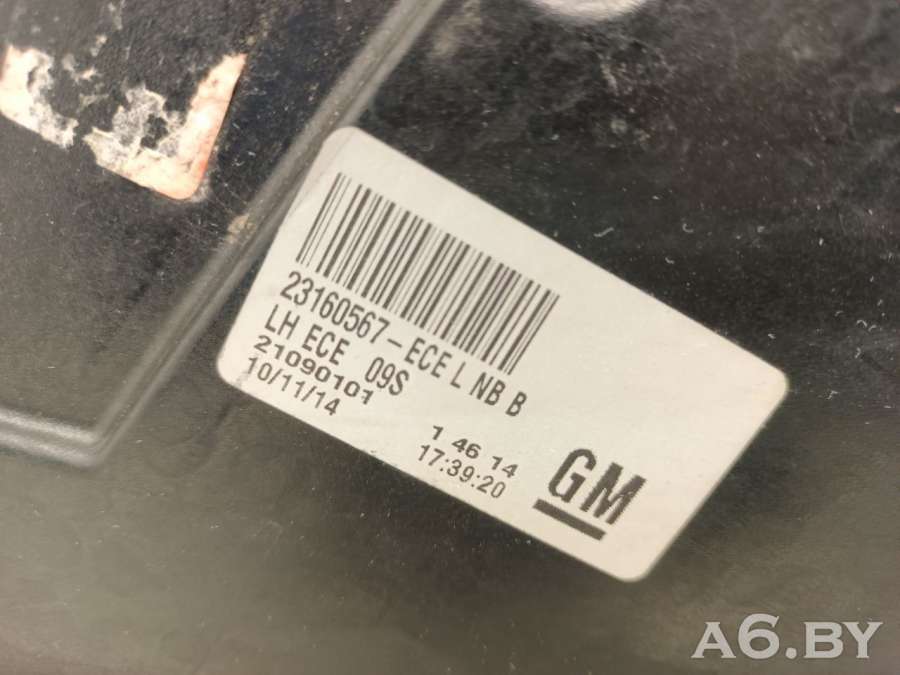 23160567-ECE L NB B
LH ECE 09S
21090101
10/11/14
1 46 14
17:39:20
GM
A6.BY